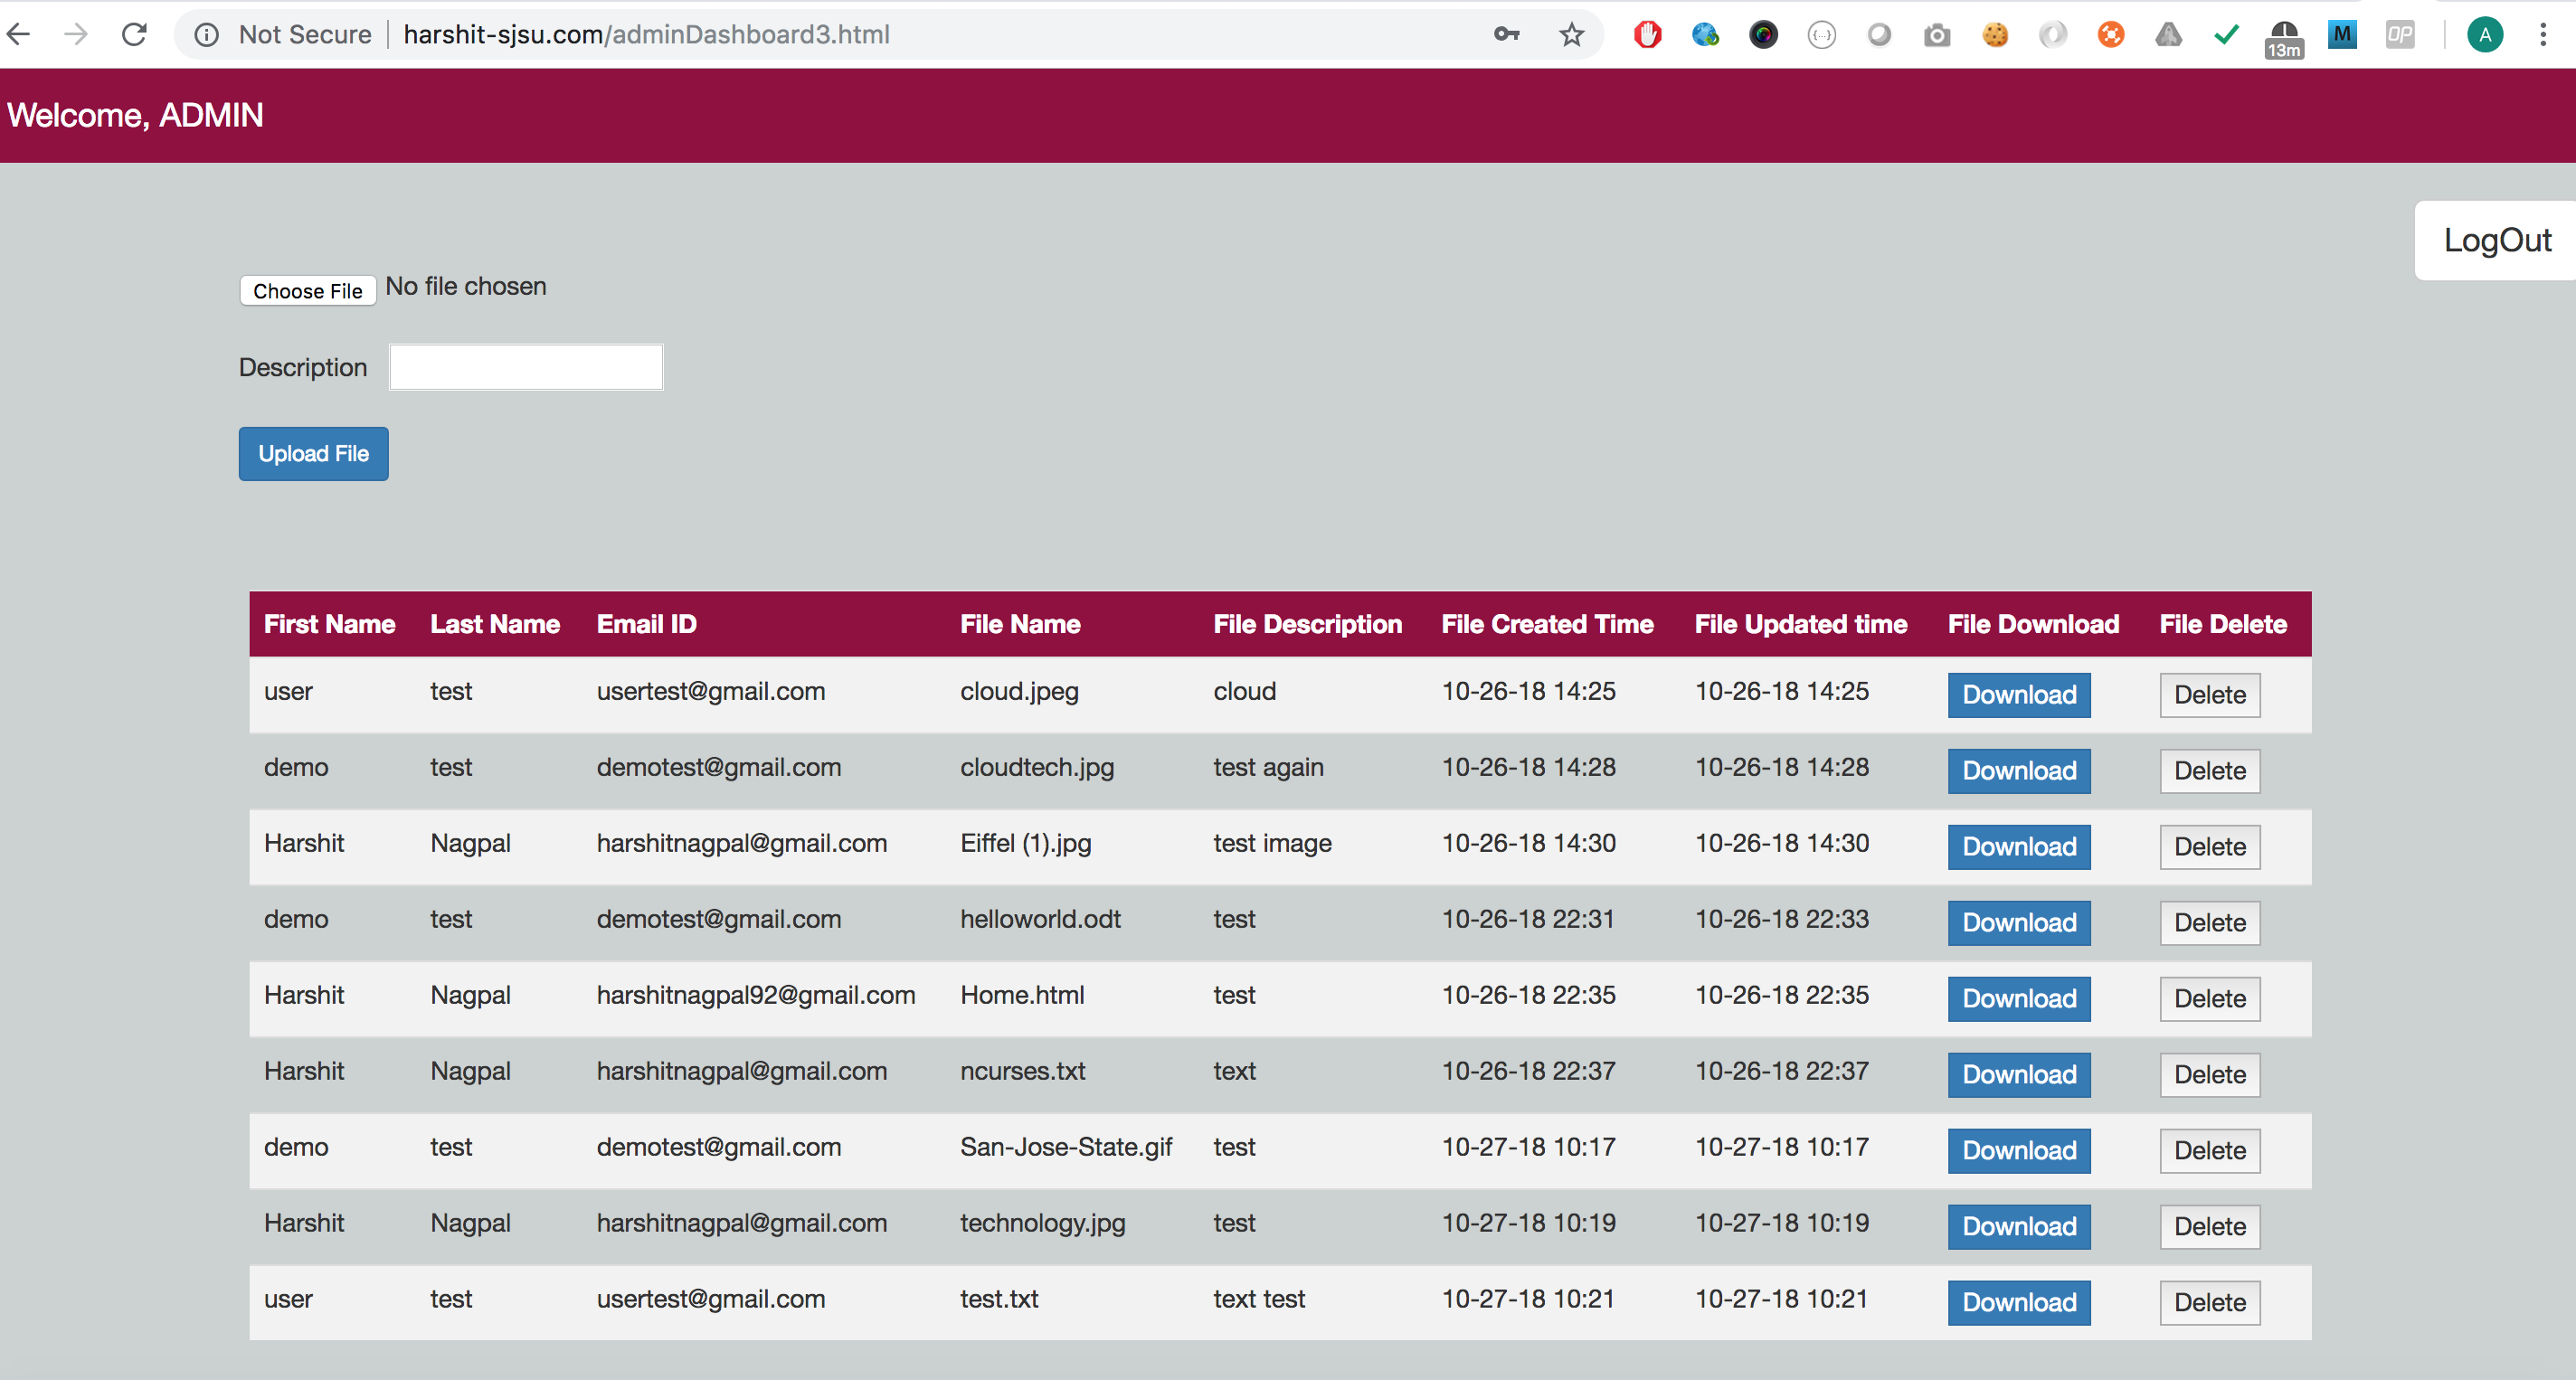 Not Secure harshit-sjsu.com/adminDashboard3.html
{...} 13m M OP A
Welcome, ADMIN
LogOut
Choose File No file chosen
Description
Upload File
First Name Last Name Email ID File Name File Description File Created Time File Updated time File Download File Delete
user test usertest@gmail.com cloud.jpeg cloud 10-26-18 14:25 10-26-18 14:25 Download Delete
demo test demotest@gmail.com cloudtech.jpg test again 10-26-18 14:28 10-26-18 14:28 Download Delete
Harshit Nagpal harshitnagpal@gmail.com Eiffel (1).jpg test image 10-26-18 14:30 10-26-18 14:30 Download Delete
demo test demotest@gmail.com helloworld.odt test 10-26-18 22:31 10-26-18 22:33 Download Delete
Harshit Nagpal harshitnagpal92@gmail.com Home.html test 10-26-18 22:35 10-26-18 22:35 Download Delete
Harshit Nagpal harshitnagpal@gmail.com ncurses.txt text 10-26-18 22:37 10-26-18 22:37 Download Delete
demo test demotest@gmail.com San-Jose-State.gif test 10-27-18 10:17 10-27-18 10:17 Download Delete
Harshit Nagpal harshitnagpal@gmail.com technology.jpg test 10-27-18 10:19 10-27-18 10:19 Download Delete
user test usertest@gmail.com test.txt text test 10-27-18 10:21 10-27-18 10:21 Download Delete